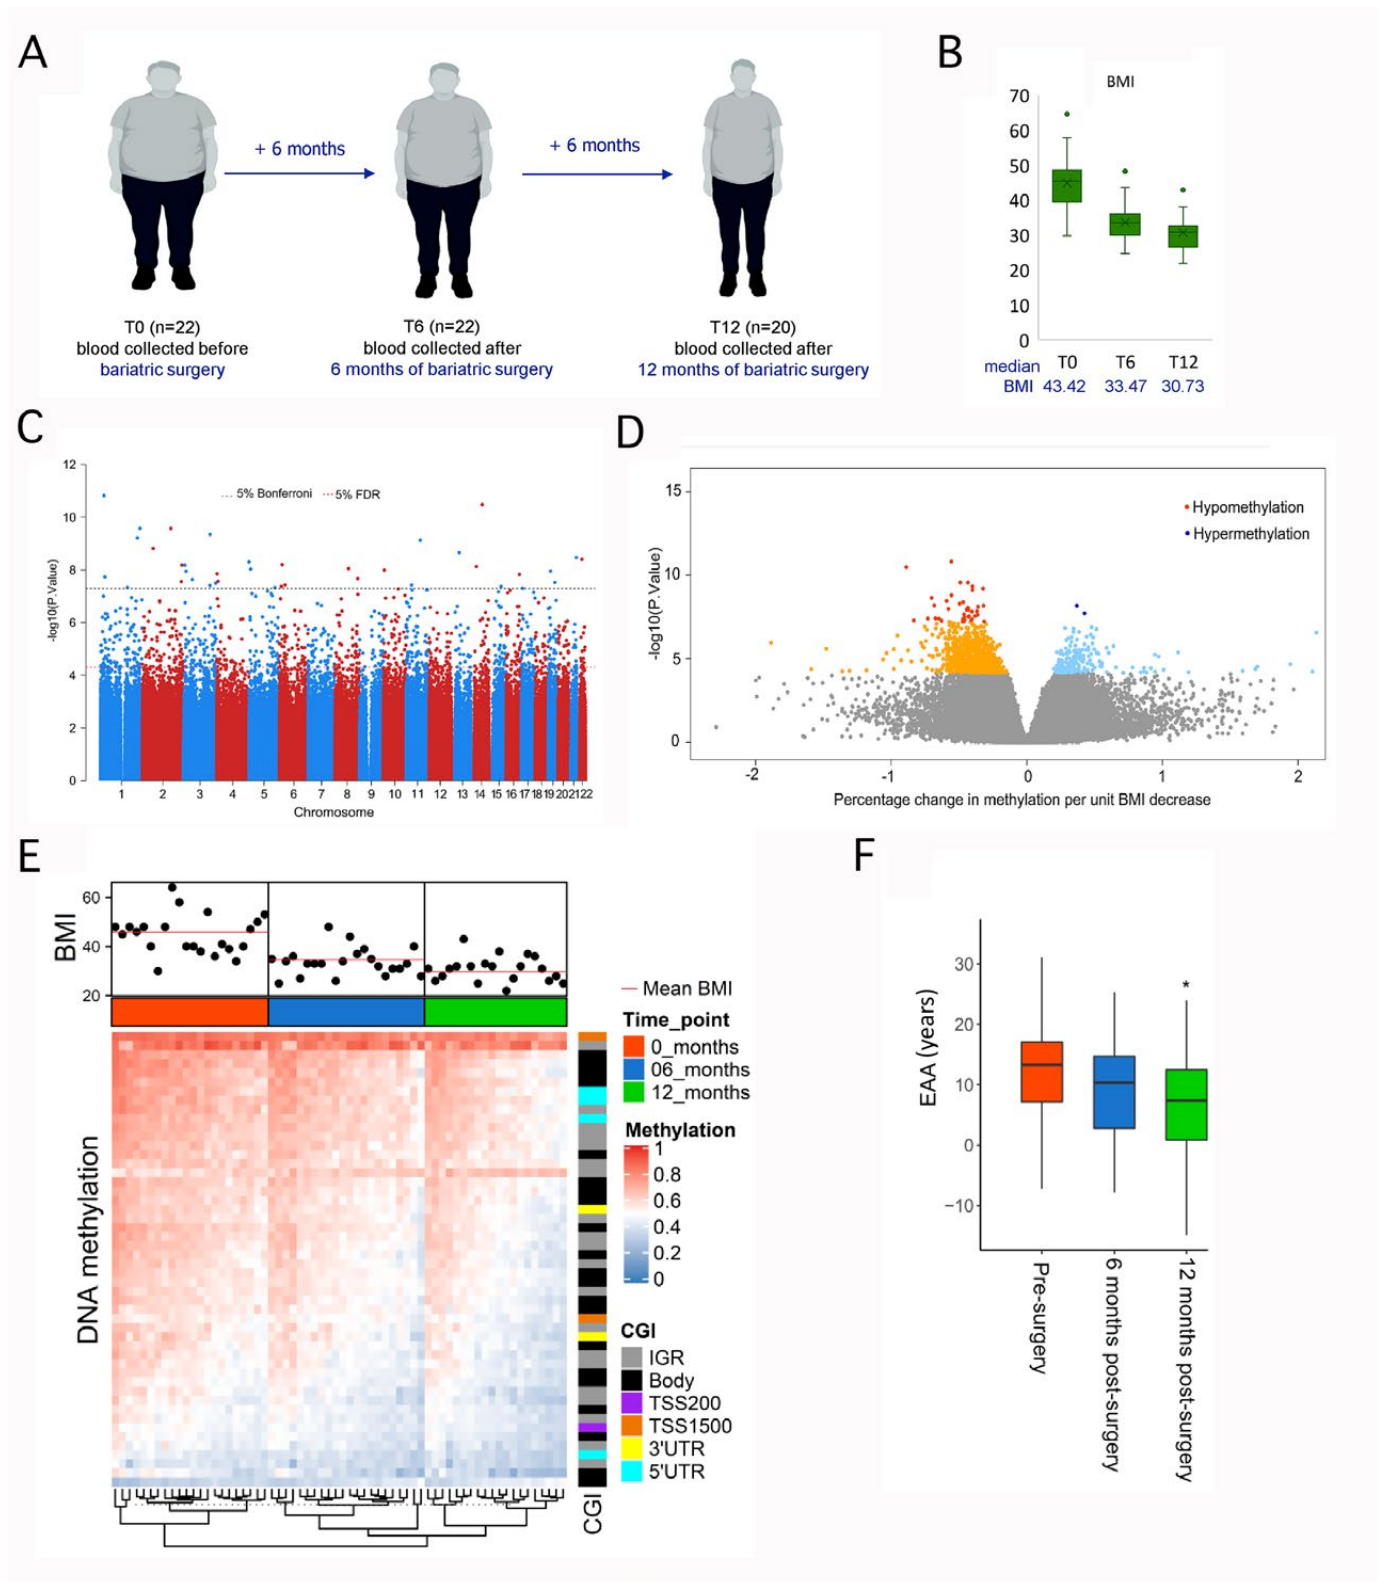 A
+ 6 months
+ 6 months
T0 (n=22)
blood collected before
bariatric surgery
T6 (n=22)
blood collected after
6 months of bariatric surgery
T12 (n=20)
blood collected after
12 months of bariatric surgery
B
BMI
70
60
50
40
30
20
10
0
T0 T6 T12
median
BMI 43.42 33.47 30.73
C
12
10
8
6
4
2
0
-log10(P.Value)
5% Bonferroni 5% FDR
1 2 3 4 5 6 7 8 9 10 11 12 13 14 15 16 17 18 19 20 21 22
Chromosome
D
15
10
5
0
-log10(P.Value)
Hypomethylation
Hypermethylation
-2 -1 0 1 2
Percentage change in methylation per unit BMI decrease
E
BMI
60
40
20
DNA methylation
Mean BMI
Time_point
0_months
06_months
12_months
Methylation
1
0.8
0.6
0.4
0.2
0
CGI
IGR
Body
TSS200
TSS1500
3'UTR
5'UTR
CGI
F
EAA (years)
30
20
10
0
−10
*
Pre-surgery
6 months post-surgery
12 months post-surgery